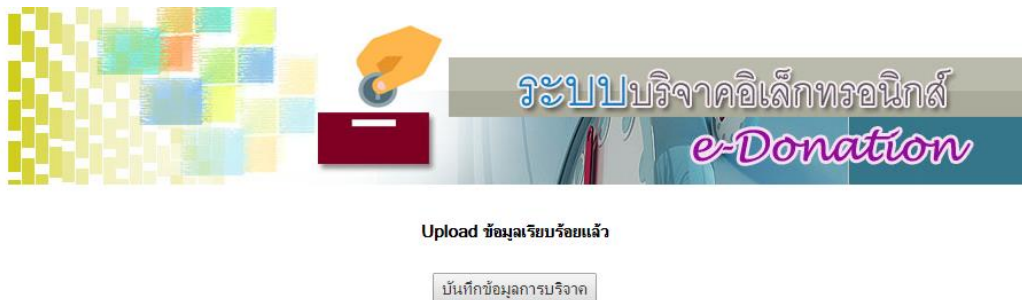 ระบบบริจาคอิเล็กทรอนิกส์
e-Donation
Upload ข้อมูลเรียบร้อยแล้ว
บันทึกข้อมูลการบริจาค